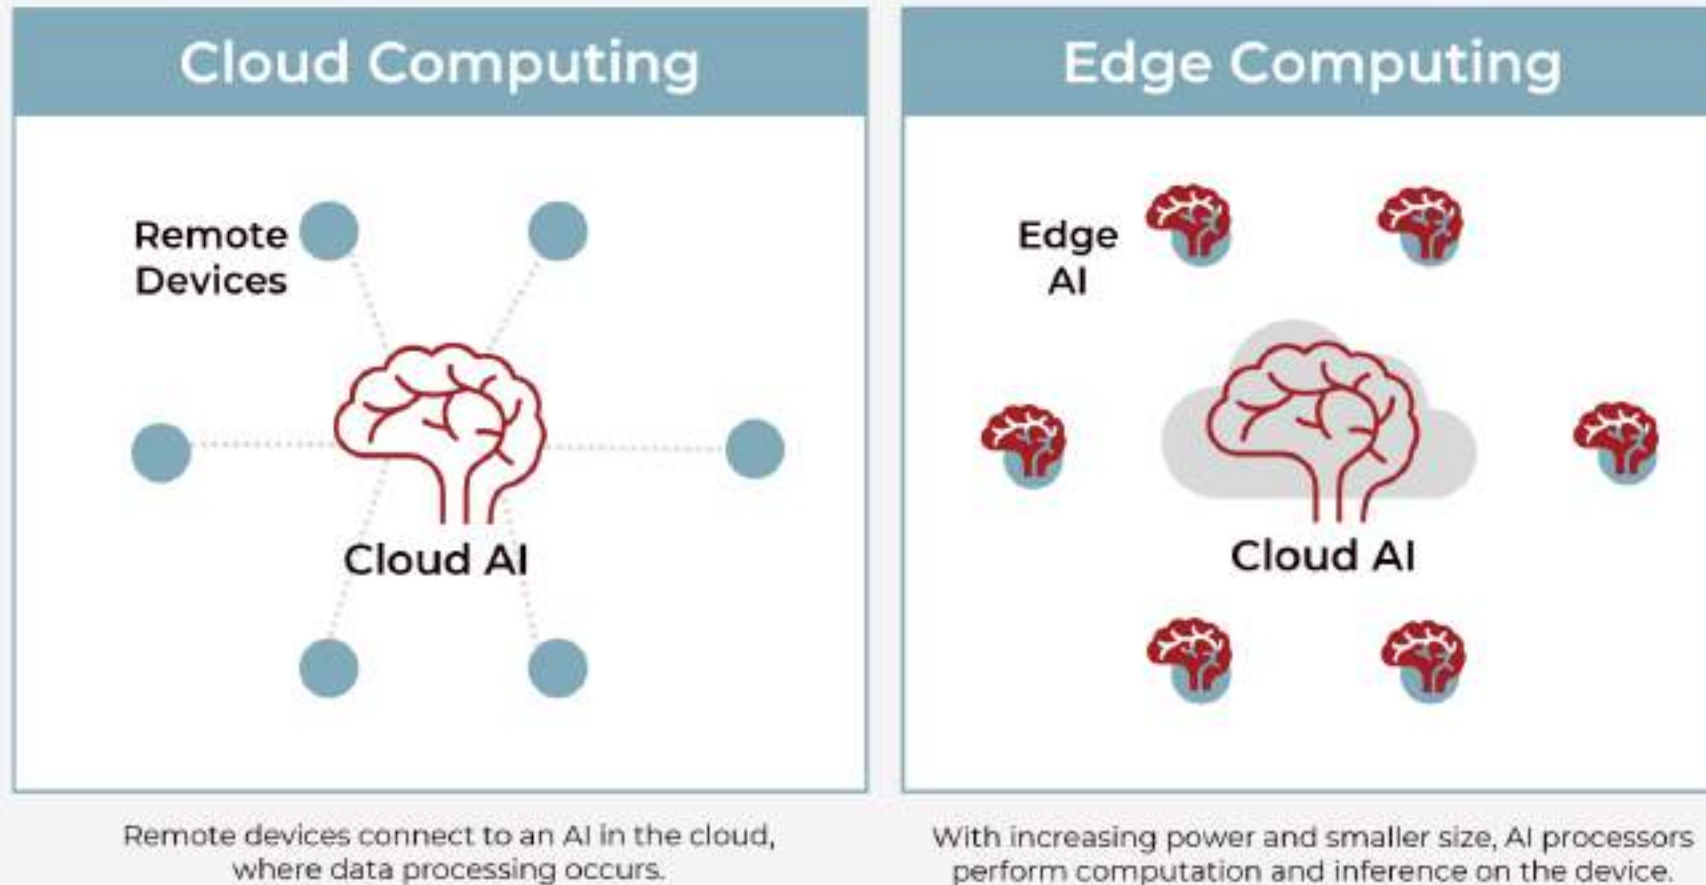 Cloud Computing
Remote
Devices
Cloud AI
Remote devices connect to an AI in the cloud,
where data processing occurs.
Edge Computing
Edge
AI
Cloud AI
With increasing power and smaller size, AI processors
perform computation and inference on the device.